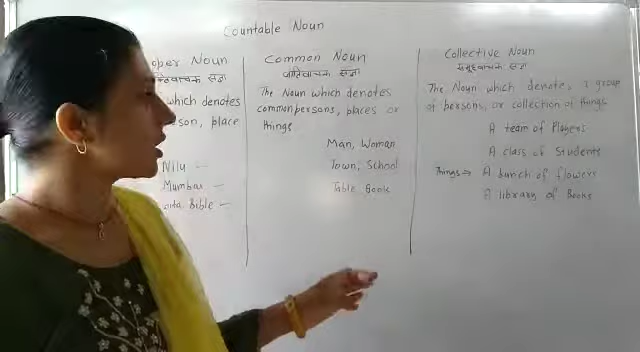 Countable Noun
oper Noun
which denotes
son, place
Nilu –
Mumbai –
Bible –
Common Noun
जातिवाचक संज्ञा
The Noun which denotes
common persons, places or
things
Man, Woman
Town, School
Table Book
Collective Noun
समुहवाचक संज्ञा
The Noun which denote, a group
of persons, or collection of things
A team of Players
A class of Students
Things ⇒ A bunch of flowers
A library of Books